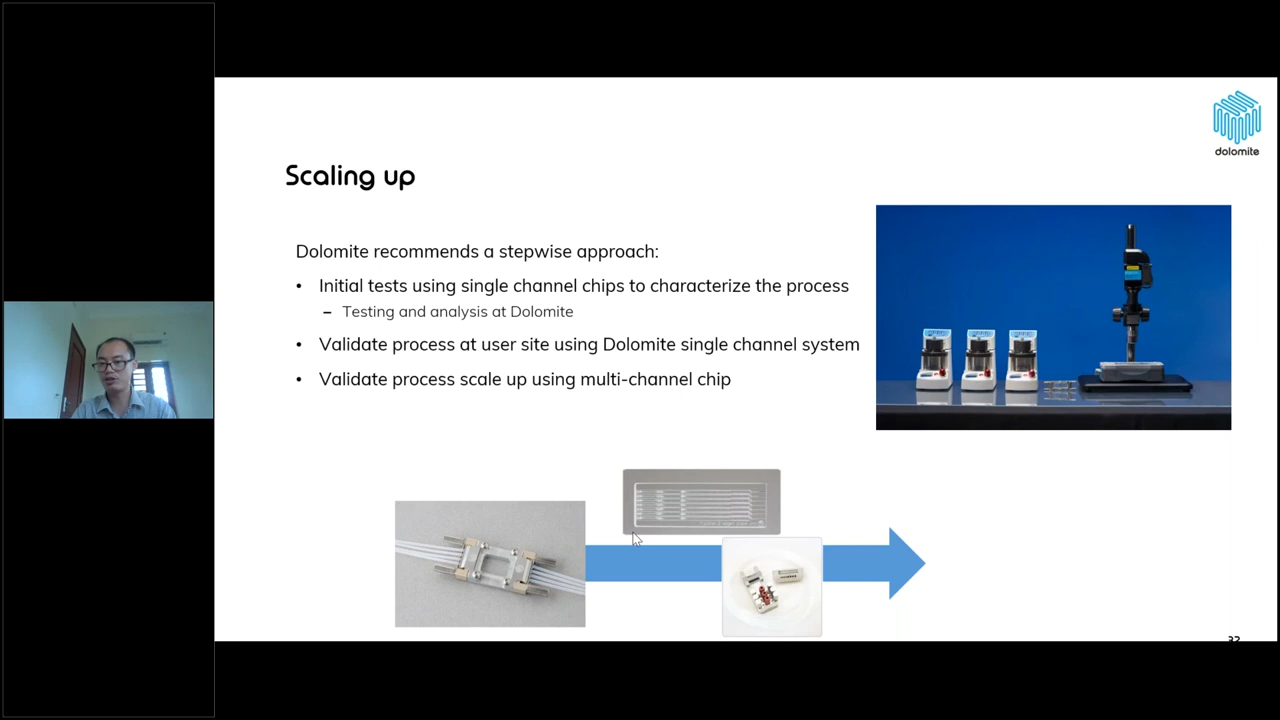 dolomite
Scaling up
Dolomite recommends a stepwise approach:
• Initial tests using single channel chips to characterize the process
– Testing and analysis at Dolomite
• Validate process at user site using Dolomite single channel system
• Validate process scale up using multi-channel chip